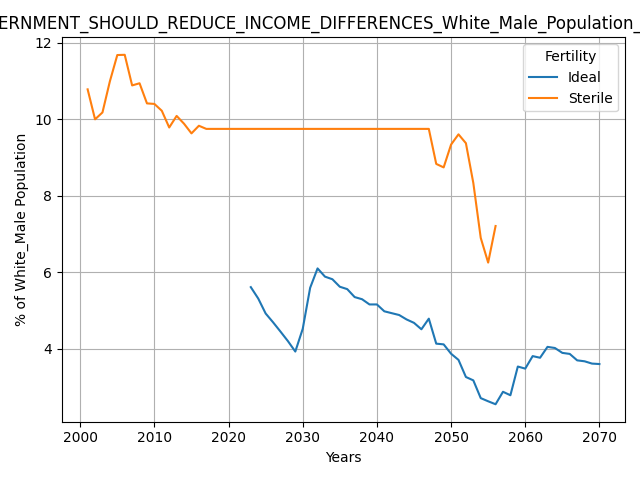 ERNMENT_SHOULD_REDUCE_INCOME_DIFFERENCES_White_Male_Population_
12
10
8
6
4
% of White_Male Population
Fertility
Ideal
Sterile
2000 2010 2020 2030 2040 2050 2060 2070
Years